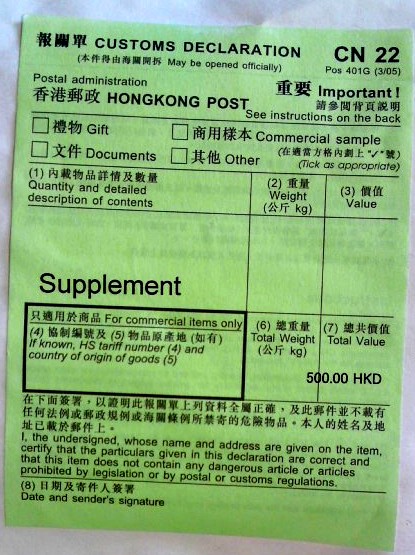 報關單 CUSTOMS DECLARATION
(本件得由海關開拆 May be opened officially)
CN 22
Pos 401G (3/05)
Postal administration
香港郵政 HONGKONG POST
重要 Important!
請參閱背頁說明
See instructions on the back
禮物 Gift
商用樣本 Commercial sample
文件 Documents
其他 Other
(在適當方格內劃上 "✓" 號)
(Tick as appropriate)
(1) 內載物品詳情及數量
Quantity and detailed
description of contents
(2) 重量
Weight
(公斤 kg)
(3) 價值
Value
Supplement
只適用於商品 For commercial items only
(4) 協制編號及 (5) 物品原產地 (如有)
If known, HS tariff number (4) and
country of origin of goods (5)
(6) 總重量
Total Weight
(公斤 kg)
(7) 總共價值
Total Value
500.00 HKD
在下面簽署，以證明此報關單上列資料全屬正確，及此郵件並不載有
任何法例或郵政規例或海關條例所禁寄的危險物品。本人的姓名及地
址已載於郵件上。
I, the undersigned, whose name and address are given on the item,
certify that the particulars given in this declaration are correct and
that this item does not contain any dangerous article or articles
prohibited by legislation or by postal or customs regulations.
(8) 日期及寄件人簽署
Date and sender's signature